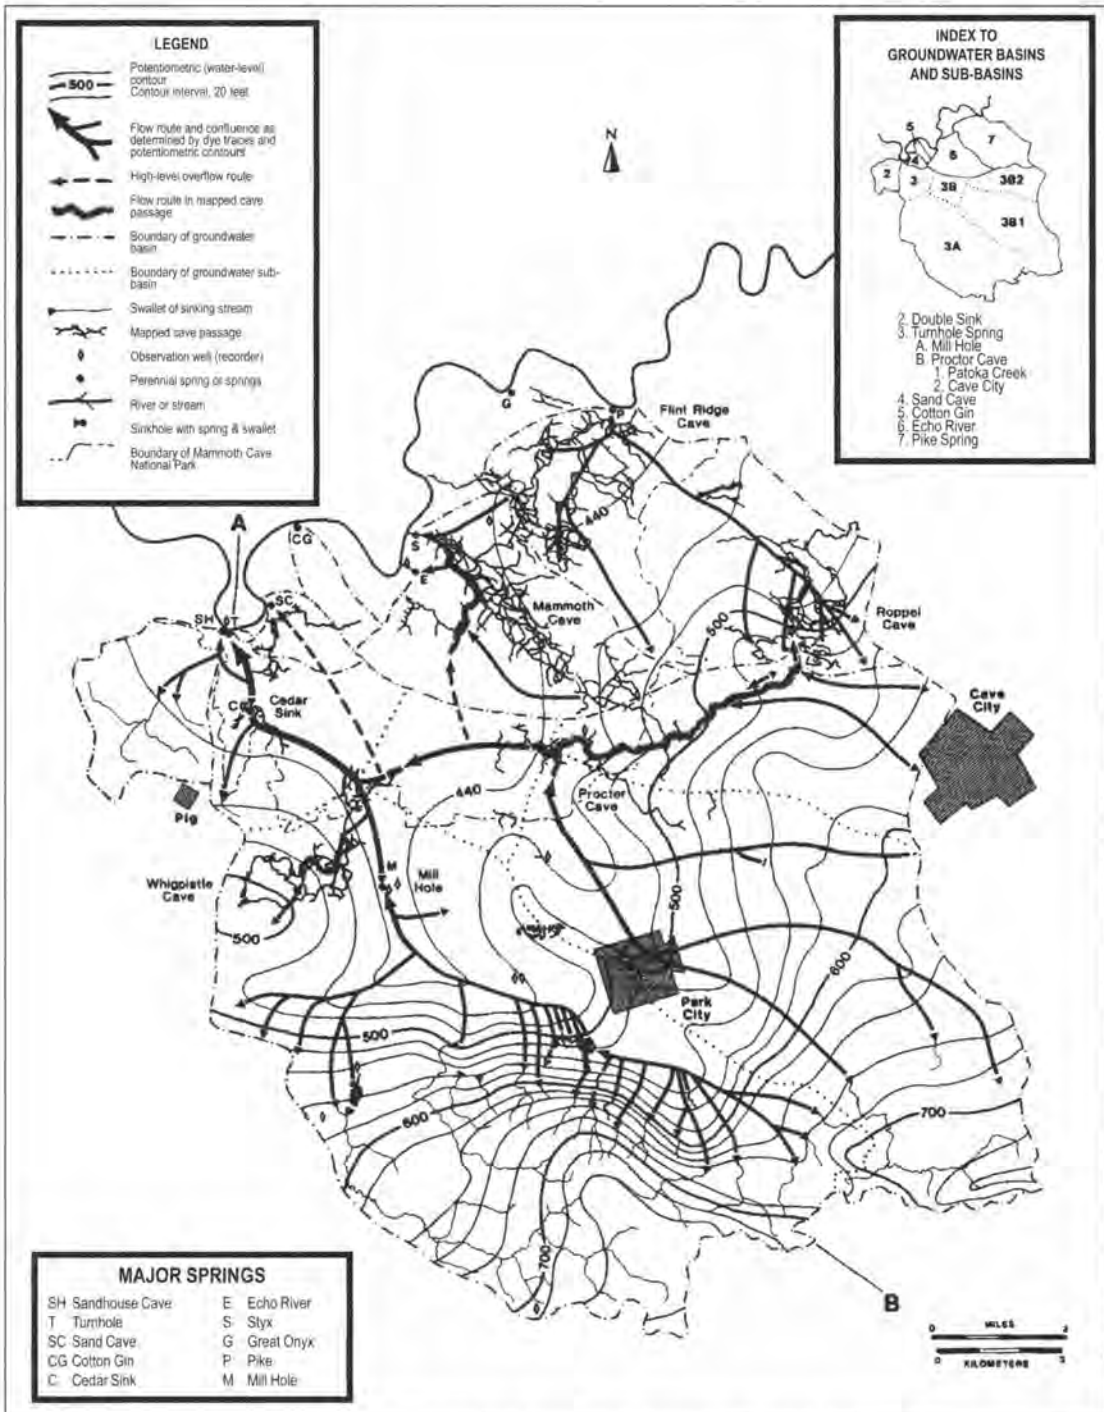 LEGEND
500
Potentiometric (water-level)
contour
Contour interval, 20 feet
Flow route and confluence as
determined by dye traces and
potentiometric contours
High-level overflow route
Flow route in mapped cave
passage
Boundary of groundwater
basin
Boundary of groundwater sub-
basin
Swallet of sinking stream
Mapped cave passage
Observation well (recorder)
Perennial spring or springs
River or stream
Sinkhole with spring & swallet
Boundary of Mammoth Cave
National Park
INDEX TO
GROUNDWATER BASINS
AND SUB-BASINS
5
7
6
4
2
3
3B
3B2
3B1
3A
2. Double Sink
3. Turnhole Spring
A. Mill Hole
B. Proctor Cave
1. Patoka Creek
2. Cave City
4. Sand Cave
5. Cotton Gin
6. Echo River
7. Pike Spring
N
G
P
Flint Ridge
Cave
440
A
CG
S
E
SC
SH
T
Mammoth
Cave
500
Roppel
Cave
C
Cedar
Sink
Cave
City
440
Proctor
Cave
Pig
M
Mill
Hole
Whigpistle
Cave
500
500
600
Park
City
500
600
700
700
B
MAJOR SPRINGS
SH Sandhouse Cave
T Turnhole
SC Sand Cave
CG Cotton Gin
C Cedar Sink
E Echo River
S Styx
G Great Onyx
P Pike
M Mill Hole
0 MILES 2
0 KILOMETERS 3